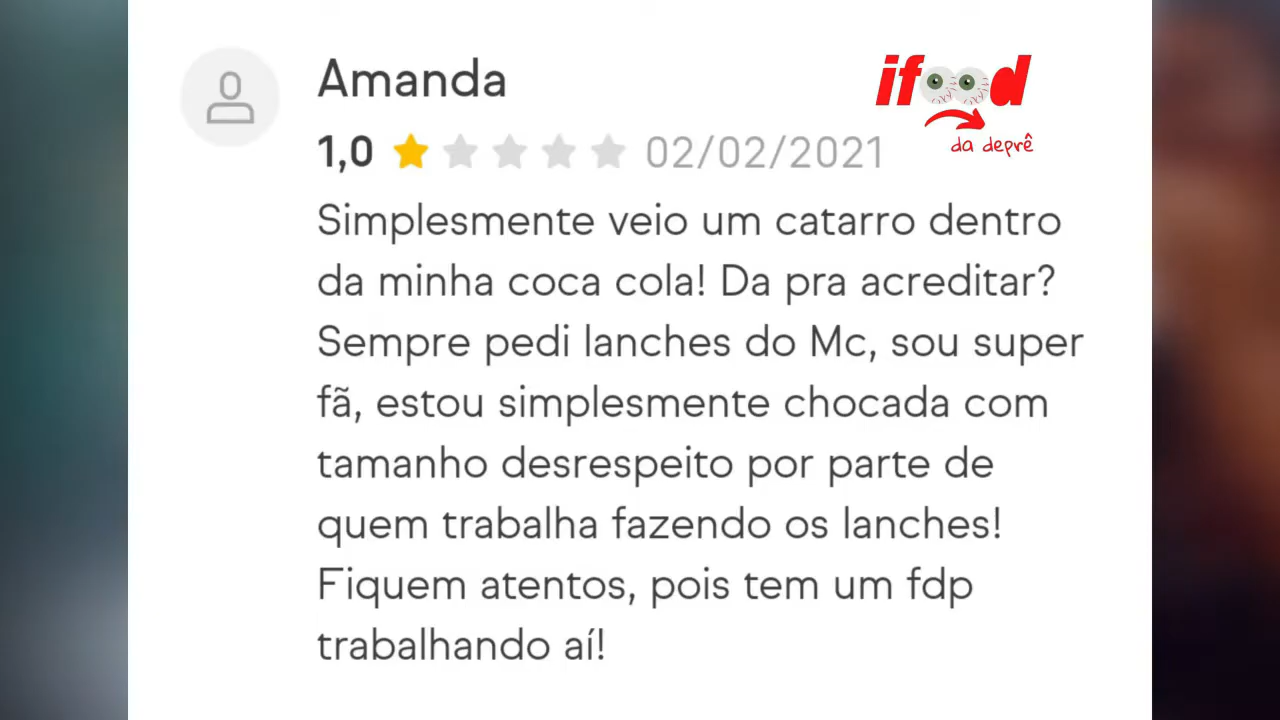 Amanda
ifood
da deprê
1,0 02/02/2021
Simplesmente veio um catarro dentro
da minha coca cola! Da pra acreditar?
Sempre pedi lanches do Mc, sou super
fã, estou simplesmente chocada com
tamanho desrespeito por parte de
quem trabalha fazendo os lanches!
Fiquem atentos, pois tem um fdp
trabalhando aí!